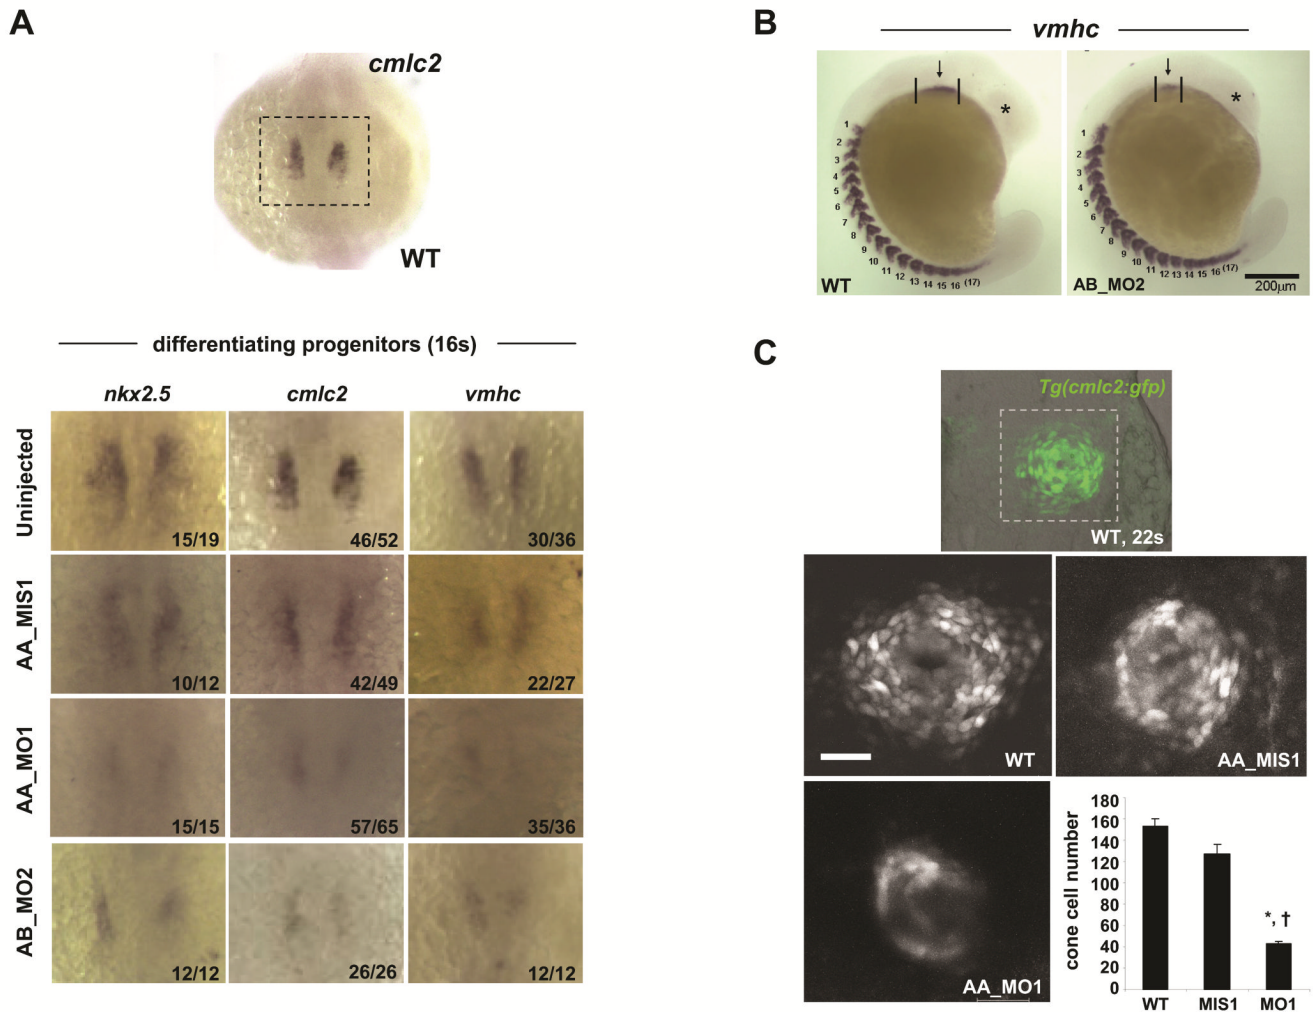 A
cmlc2
WT
differentiating progenitors (16s)
nkx2.5 cmlc2 vmhc
Uninjected
15/19 46/52 30/36
AA_MIS1
10/12 42/49 22/27
AA_MO1
15/15 57/65 35/36
AB_MO2
12/12 26/26 12/12
B
vmhc
*
1
2
3
4
5
6
7
8
9
10
11 12 13 14 15 16 (17)
WT
*
1
2
3
4
5
6
7
8
9
10
11 12 13 14 15 16 (17)
AB_MO2
200µm
C
Tg(cmlc2:gfp)
WT, 22s
WT
AA_MIS1
AA_MO1
cone cell number
180
160
140
120
100
80
60
40
20
0
*, †
WT MIS1 MO1